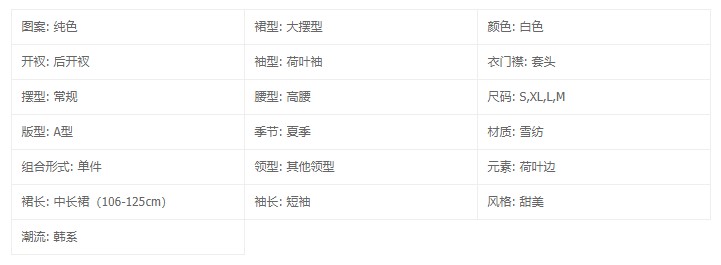 图案: 纯色 裙型: 大摆型 颜色: 白色
开衩: 后开衩 袖型: 荷叶袖 衣门襟: 套头
摆型: 常规 腰型: 高腰 尺码: S,XL,L,M
版型: A型 季节: 夏季 材质: 雪纺
组合形式: 单件 领型: 其他领型 元素: 荷叶边
裙长: 中长裙（106-125cm） 袖长: 短袖 风格: 甜美
潮流: 韩系